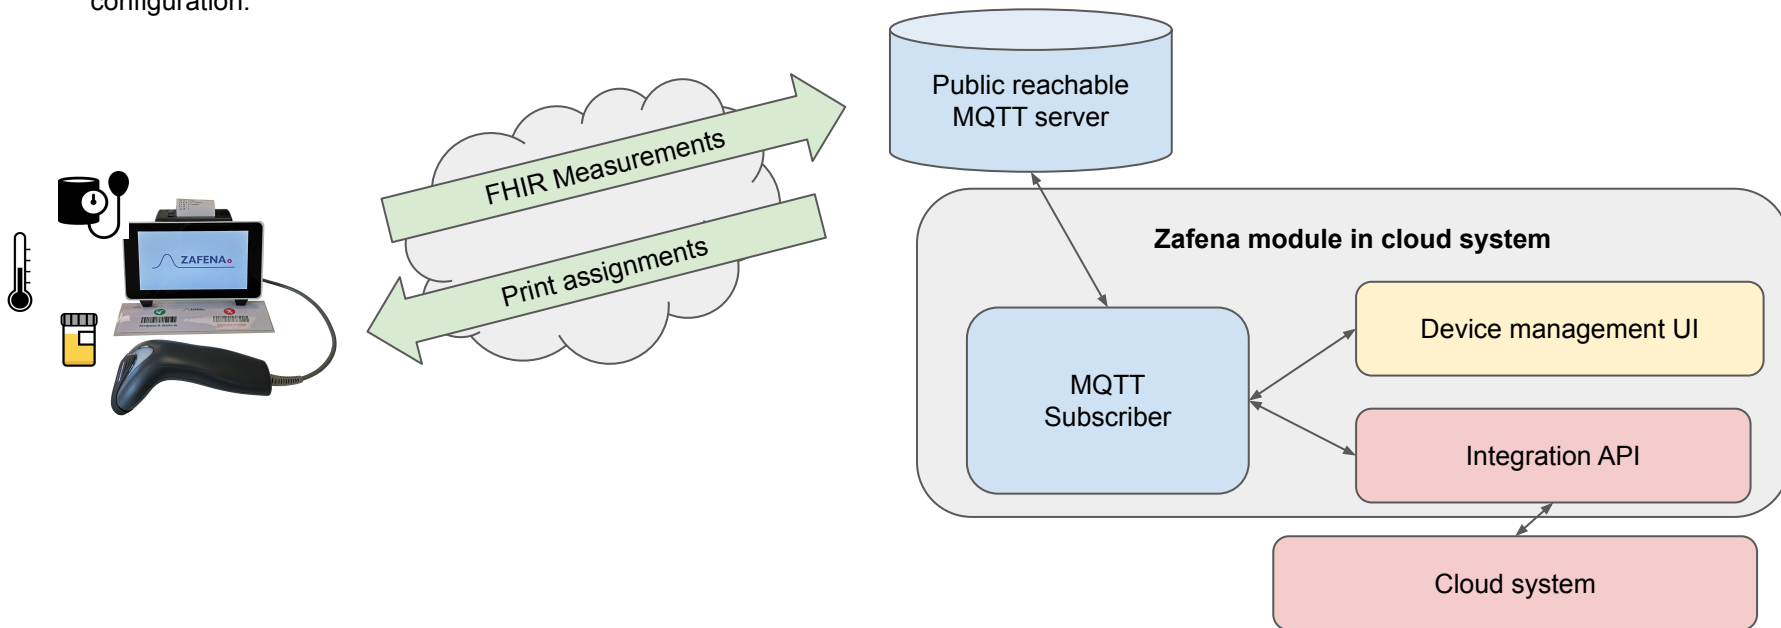 configuration.
Public reachable
MQTT server
FHIR Measurements
Zafena module in cloud system
ZAFENA
Print assignments
Device management UI
MQTT
Subscriber
Integration API
Cloud system